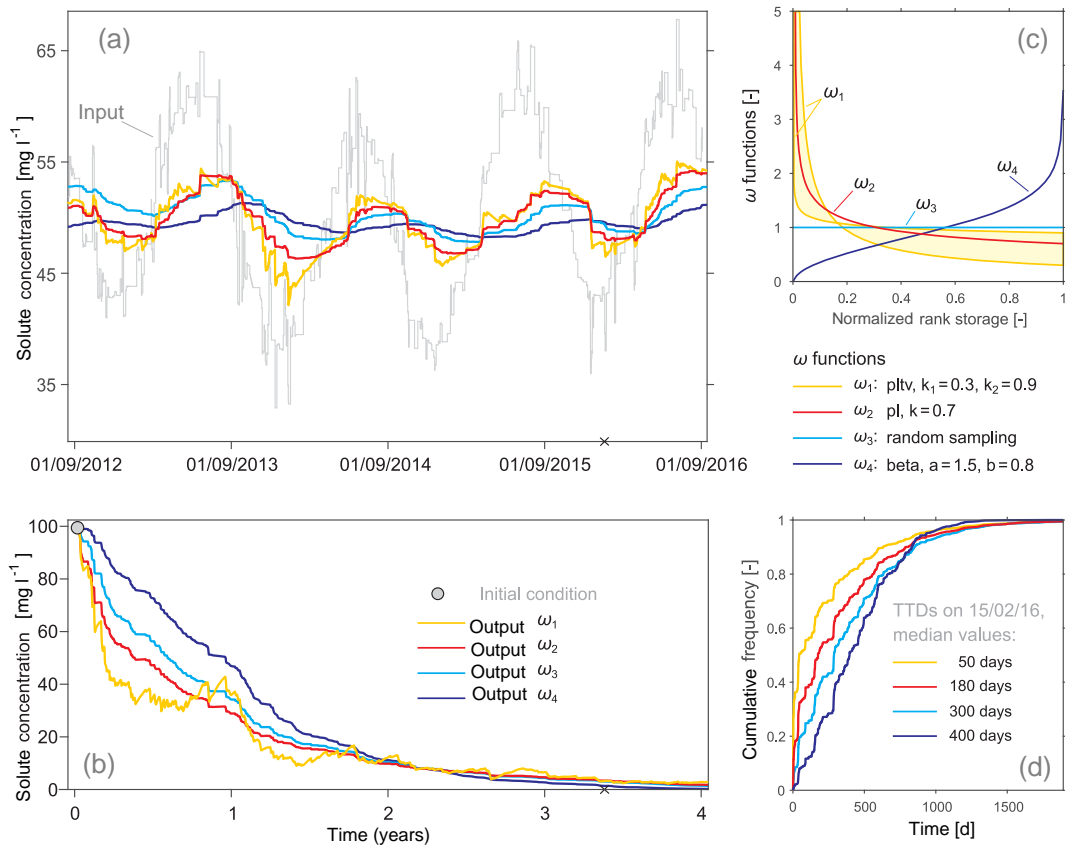 (a)
Input
Solute concentration [mg l⁻¹]
65
55
45
35
01/09/2012
01/09/2013
01/09/2014
01/09/2015
01/09/2016
(c)
ω functions [-]
5
4
3
2
1
0
ω₁
ω₂
ω₃
ω₄
0
0.2
0.4
0.6
0.8
1
Normalized rank storage [-]
ω functions
ω₁: pltv, k₁=0.3, k₂=0.9
ω₂ pl, k=0.7
ω₃: random sampling
ω₄: beta, a=1.5, b=0.8
(b)
Solute concentration [mg l⁻¹]
100
80
60
40
20
0
Initial condition
Output ω₁
Output ω₂
Output ω₃
Output ω₄
0
1
2
3
4
Time (years)
(d)
Cumulative frequency [-]
1
0.8
0.6
0.4
0.2
0
TTDs on 15/02/16,
median values:
50 days
180 days
300 days
400 days
0
500
1000
1500
Time [d]